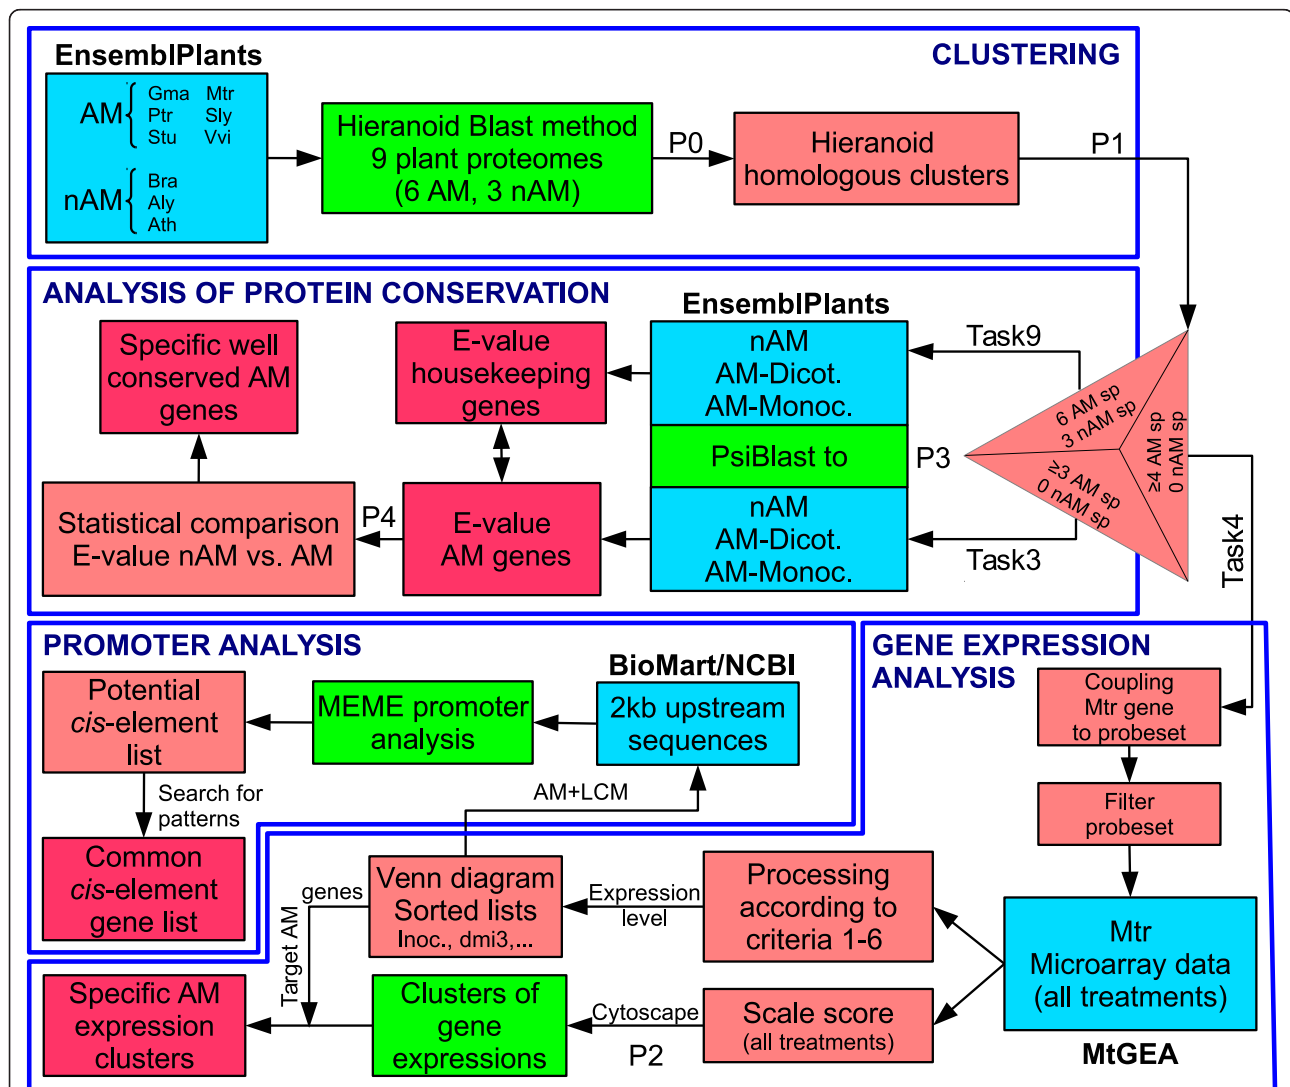 EnsemblPlants
CLUSTERING
AM
Gma Mtr
Ptr Sly
Stu Vvi
nAM
Bra
Aly
Ath
Hieranoid Blast method
9 plant proteomes
(6 AM, 3 nAM)
P0
Hieranoid
homologous clusters
P1
ANALYSIS OF PROTEIN CONSERVATION
EnsemblPlants
Specific well
conserved AM
genes
E-value
housekeeping
genes
nAM
AM-Dicot.
AM-Monoc.
Task9
PsiBlast to
P3
6 AM sp
3 nAM sp
≥4 AM sp
0 nAM sp
≥3 AM sp
0 nAM sp
Statistical comparison
E-value nAM vs. AM
P4
E-value
AM genes
nAM
AM-Dicot.
AM-Monoc.
Task3
Task4
PROMOTER ANALYSIS
GENE EXPRESSION
ANALYSIS
BioMart/NCBI
Potential
cis-element
list
MEME promoter
analysis
2kb upstream
sequences
Coupling
Mtr gene
to probeset
Search for
patterns
AM+LCM
Filter
probeset
Common
cis-element
gene list
Target AM
genes
Venn diagram
Sorted lists
Inoc., dmi3,...
Expression
level
Processing
according to
criteria 1-6
Mtr
Microarray data
(all treatments)
MtGEA
Specific AM
expression
clusters
Clusters of
gene
expressions
Cytoscape
P2
Scale score
(all treatments)